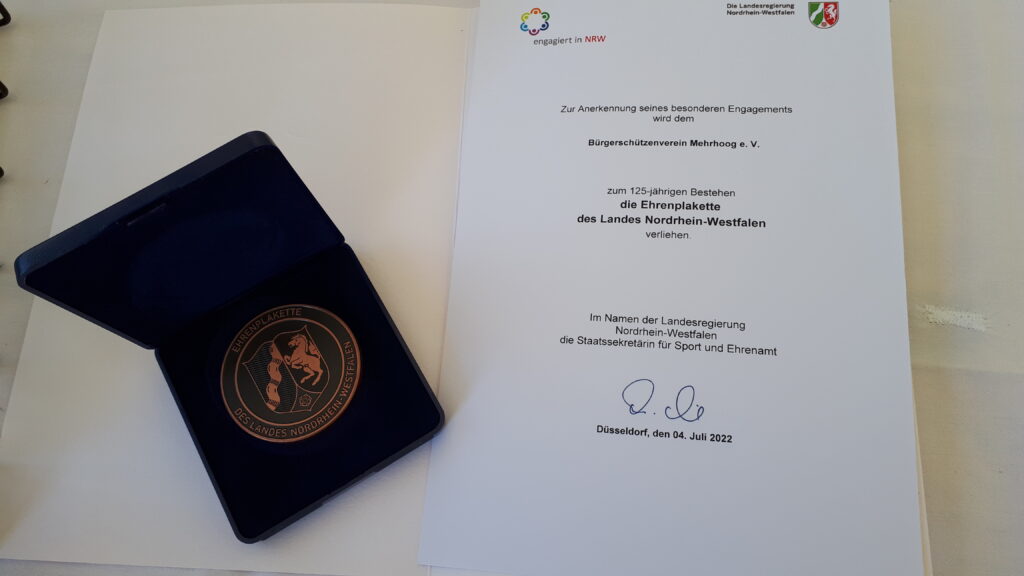 engagiert in NRW
Die Landesregierung
Nordrhein-Westfalen
Zur Anerkennung seines besonderen Engagements
wird dem
Bürgerschützenverein Mehrhoog e. V.
zum 125-jährigen Bestehen
die Ehrenplakette
des Landes Nordrhein-Westfalen
verliehen.
Im Namen der Landesregierung
Nordrhein-Westfalen
die Staatssekretärin für Sport und Ehrenamt
Düsseldorf, den 04. Juli 2022
EHRENPLAKETTE
DES LANDES NORDRHEIN-WESTFALEN